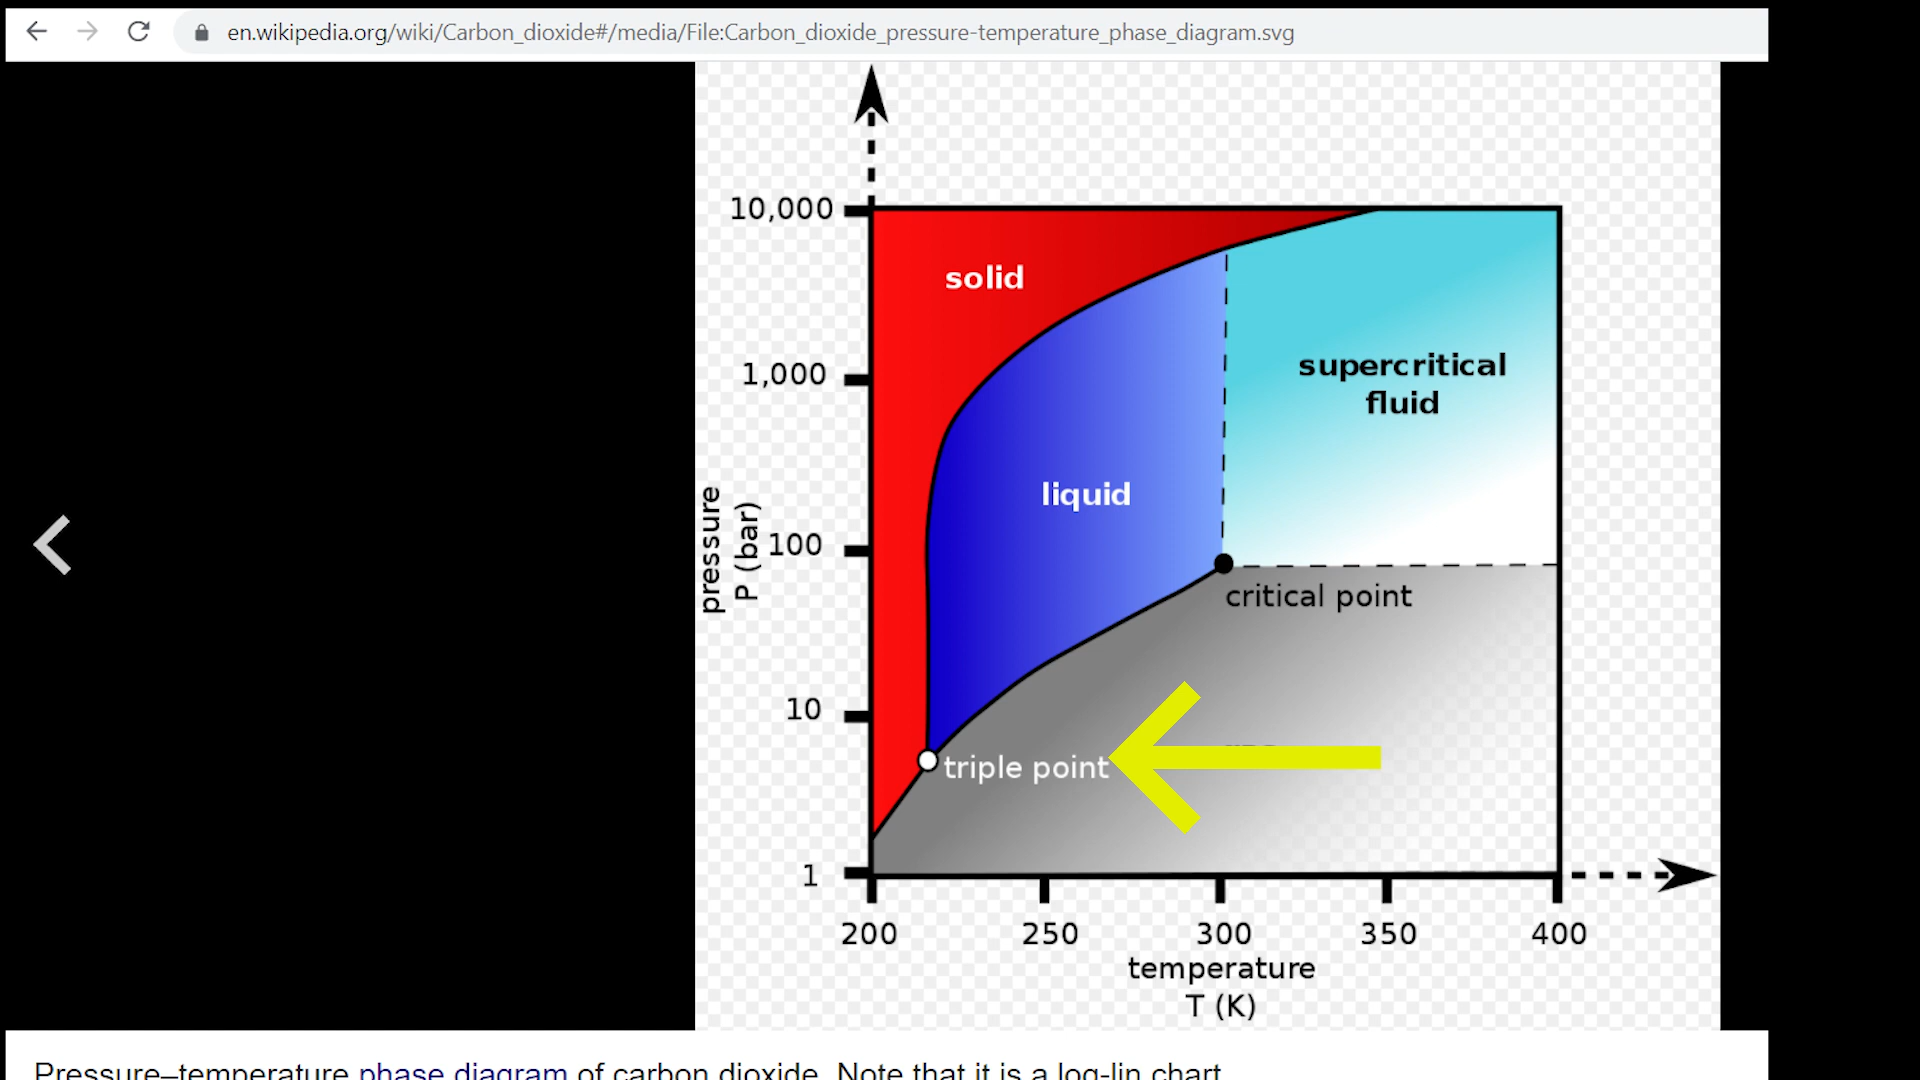 en.wikipedia.org/wiki/Carbon_dioxide#/media/File:Carbon_dioxide_pressure-temperature_phase_diagram.svg
10,000
solid
1,000
supercritical
fluid
liquid
pressure
P (bar)
100
critical point
10
triple point
1
200
250
300
350
400
temperature
T (K)
Pressure–temperature phase diagram of carbon dioxide. Note that it is a log-lin chart